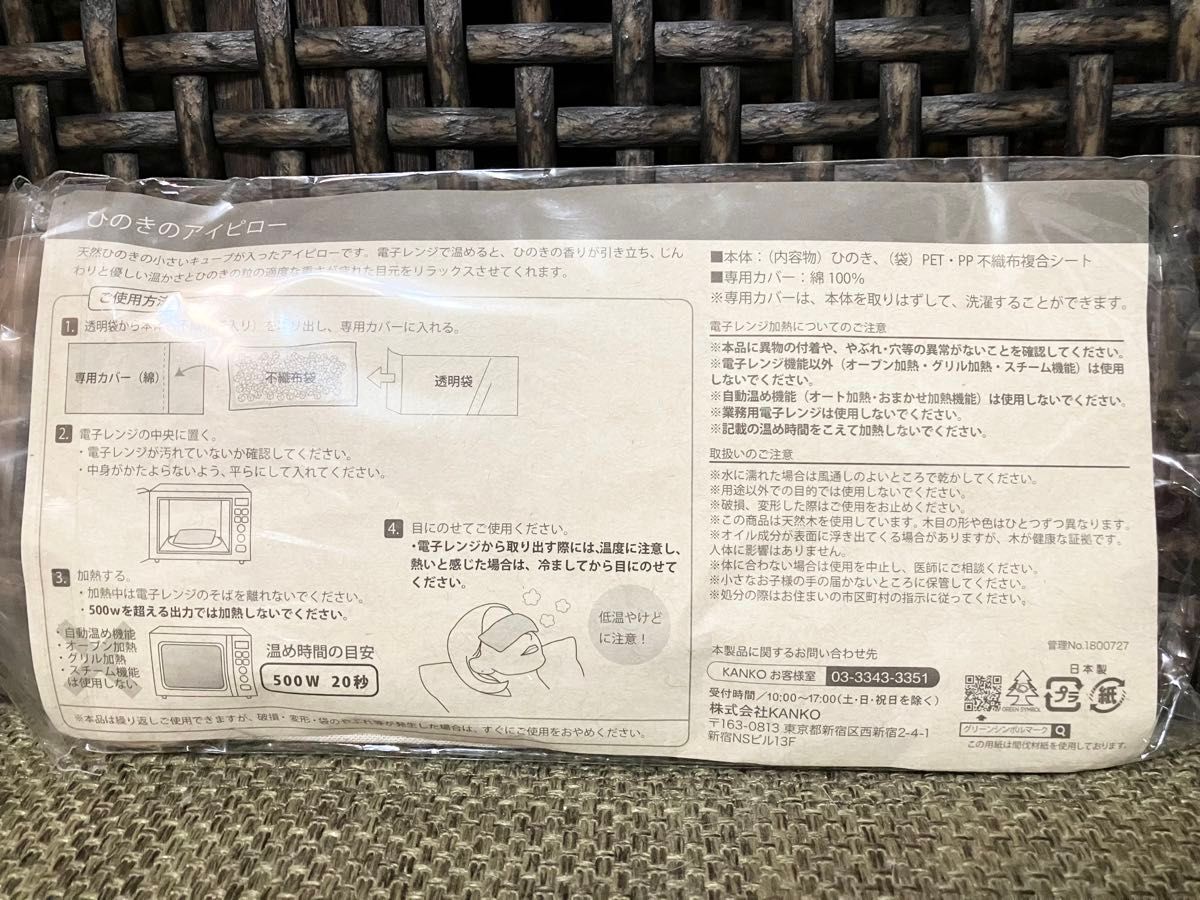 ひのきのアイピロー
天然ひのきの小さいキューブが入ったアイピローです。電子レンジで温めると、ひのきの香りが引き立ち、じん
わりと優しい温かさとひのきの粒の適度な重さが疲れた目元をリラックスさせてくれます。
ご使用方法
1. 透明袋から本体 入り）を取り出し、専用カバーに入れる。
専用カバー（綿）
不織布袋
透明袋
2. 電子レンジの中央に置く。
・電子レンジが汚れていないか確認してください。
・中身がかたよらないよう、平らにして入れてください。
3. 加熱する。
・加熱中は電子レンジのそばを離れないでください。
・500wを超える出力では加熱しないでください。
・自動温め機能
・オーブン加熱
・グリル加熱
・スチーム機能
は使用しない
温め時間の目安
500W 20秒
4. 目にのせてご使用ください。
・電子レンジから取り出す際には、温度に注意し、
熱いと感じた場合は、冷ましてから目にのせて
ください。
低温やけど
に注意！
※本品は繰り返しご使用できますが、破損・変形・袋のやぶれ等が発生した場合は、すぐにご使用をおやめください。
■本体：（内容物）ひのき、（袋）PET・PP 不織布複合シート
■専用カバー：綿 100％
※専用カバーは、本体を取りはずして、洗濯することができます。
電子レンジ加熱についてのご注意
※本品に異物の付着や、やぶれ・穴等の異常がないことを確認してください。
※電子レンジ機能以外（オーブン加熱・グリル加熱・スチーム機能）は使用
しないでください。
※自動温め機能（オート加熱・おまかせ加熱機能）は使用しないでください。
※業務用電子レンジは使用しないでください。
※記載の温め時間をこえて加熱しないでください。
取扱いのご注意
※水に濡れた場合は風通しのよいところで乾かしてください。
※用途以外での目的では使用しないでください。
※破損、変形した際はご使用をお止めください。
※この商品は天然木を使用しています。木目の形や色はひとつずつ異なります。
※オイル成分が表面に浮き出てくる場合がありますが、木が健康な証拠です。
人体に影響はありません。
※体に合わない場合は使用を中止し、医師にご相談ください。
※小さなお子様の手の届かないところに保管してください。
※処分の際はお住まいの市区町村の指示に従ってください。
管理No.1800727
本製品に関するお問い合わせ先
KANKO お客様室 03-3343-3351
受付時間／10:00〜17:00（土・日・祝日を除く）
株式会社KANKO
〒163-0813 東京都新宿区西新宿2-4-1
新宿NSビル13F
日本製
GREEN SYMBOL
プラ
紙
グリーンシンボルマーク
この用紙は間伐材紙を使用しております。